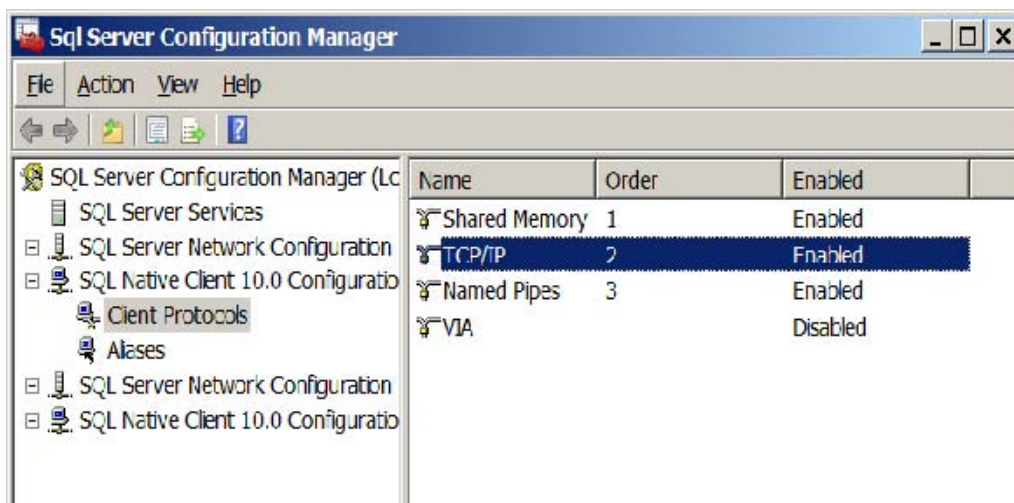 Sql Server Configuration Manager
File Action View Help
SQL Server Configuration Manager (Lc
SQL Server Services
SQL Server Network Configuration
SQL Native Client 10.0 Configuratio
Client Protocols
Aliases
SQL Server Network Configuration
SQL Native Client 10.0 Configuratio
Name Order Enabled
Shared Memory 1 Enabled
TCP/IP 2 Enabled
Named Pipes 3 Enabled
VIA Disabled